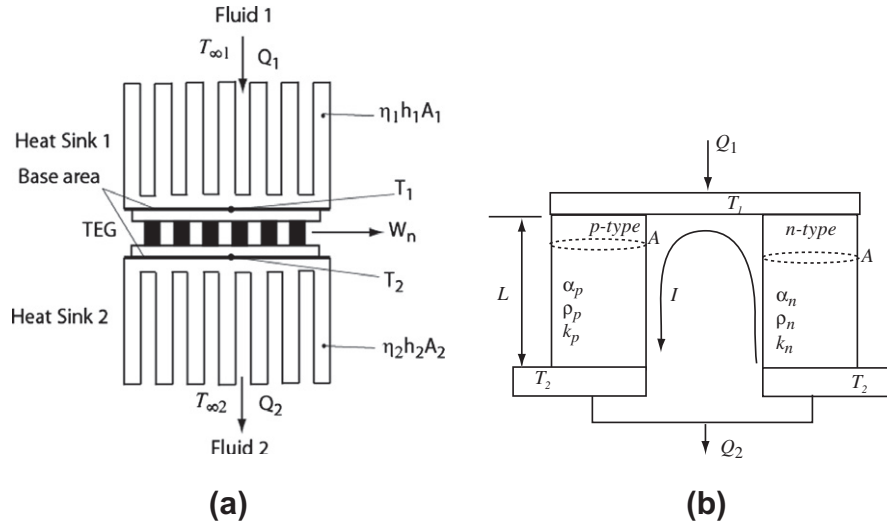 Fluid 1
T∞1
Q1
η1h1A1
Heat Sink 1
Base area
T1
TEG
Wn
T2
Heat Sink 2
η2h2A2
T∞2
Q2
Fluid 2
(a)
Q1
T1
p-type
n-type
A
A
L
αp
ρp
kp
I
αn
ρn
kn
T2
T2
Q2
(b)